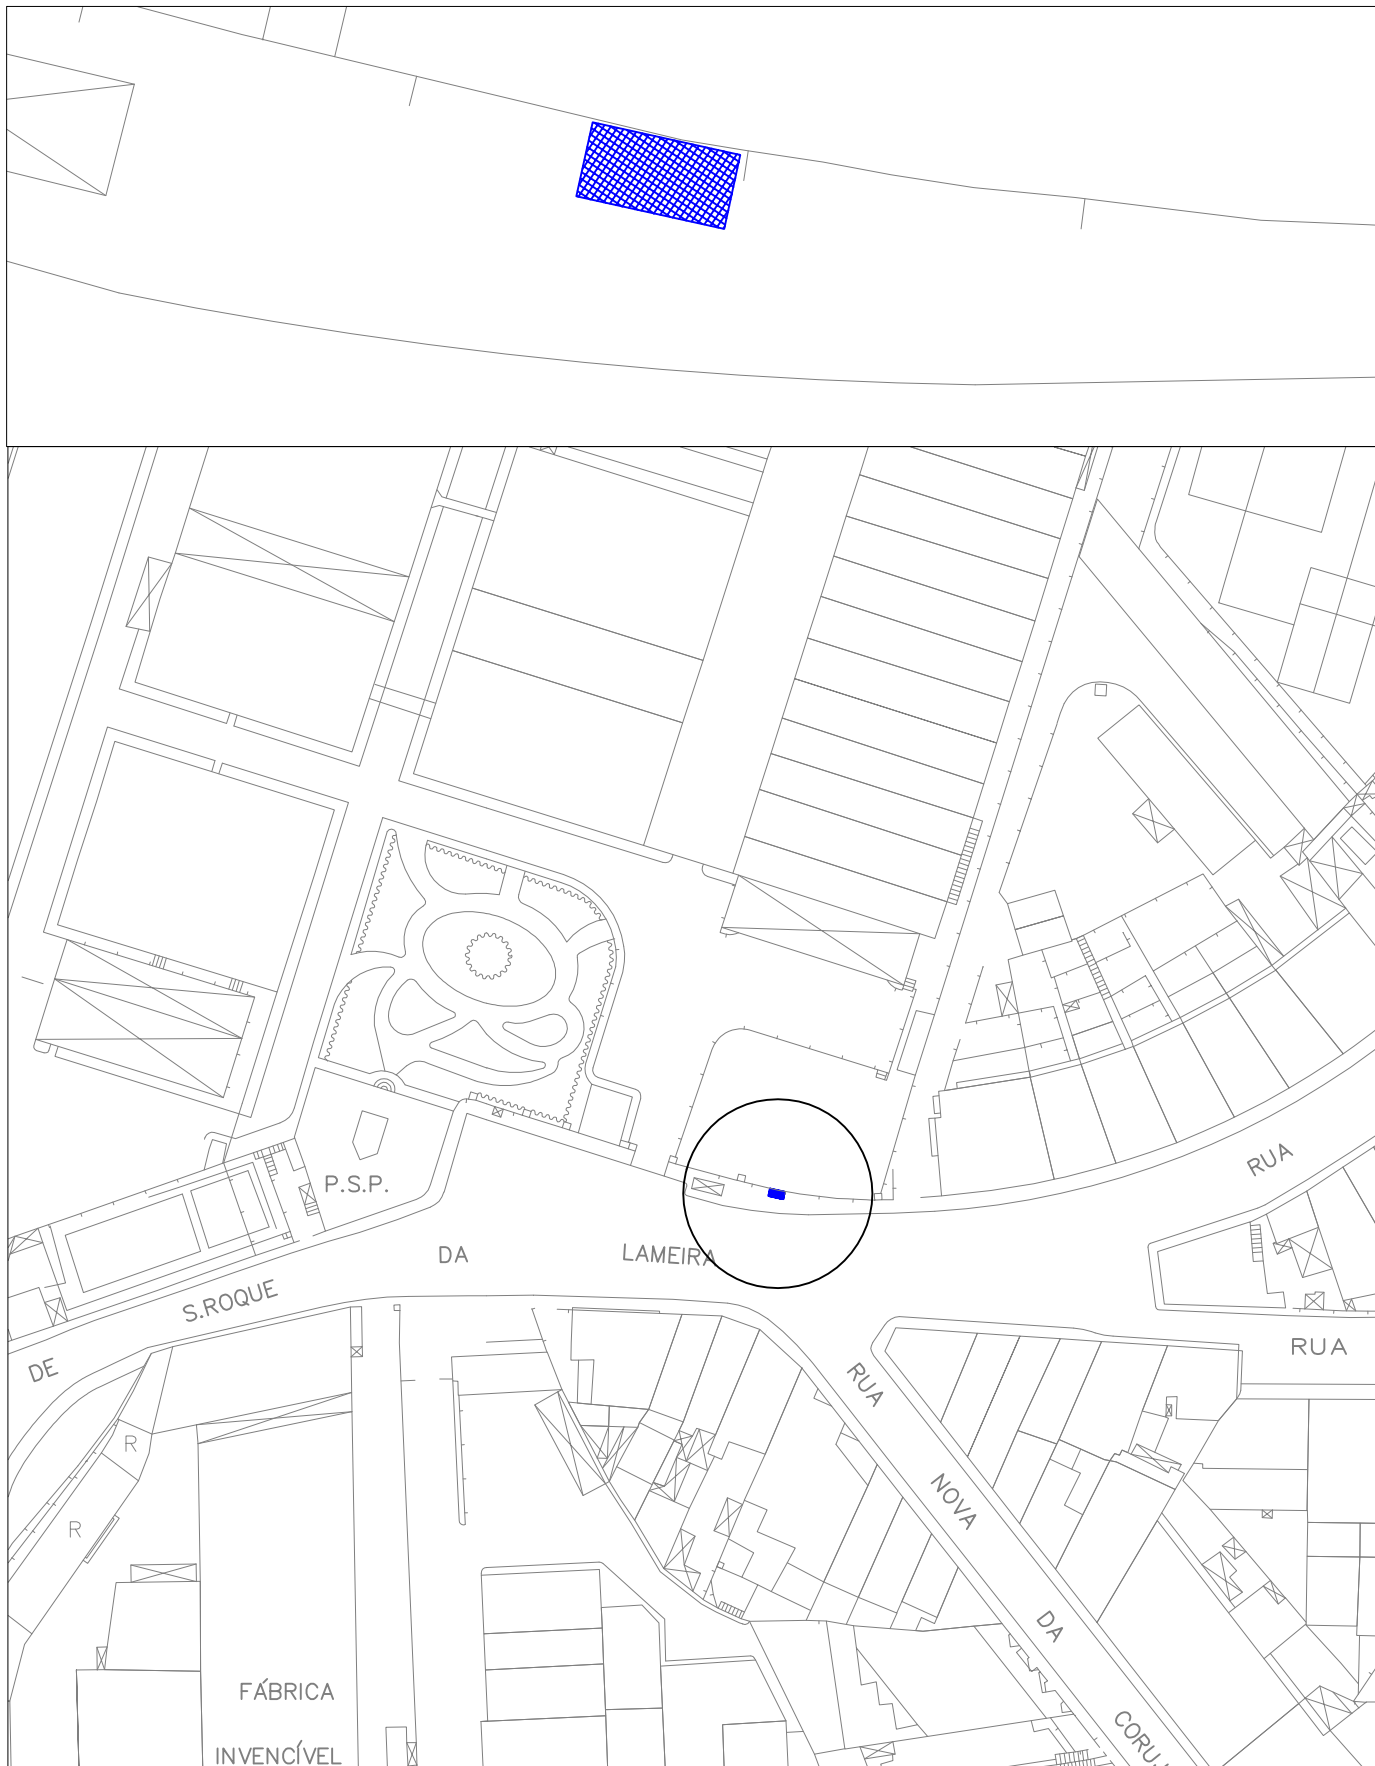 RUA
P.S.P.
DA
LAMEIRA
S.ROQUE
RUA
DE
RUA
R
NOVA
R
DA
FÁBRICA
INVENCÍVEL